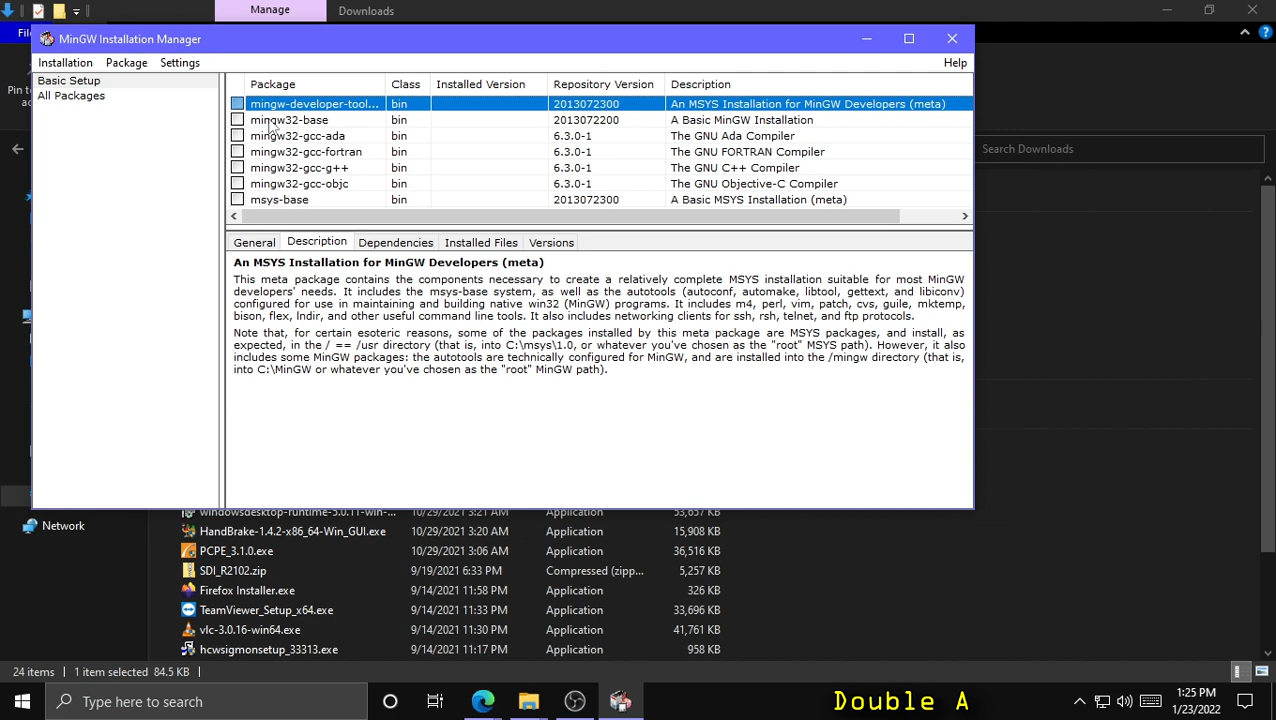 Manage
Downloads
MinGW Installation Manager
Installation Package Settings Help
Basic Setup
All Packages
Package Class Installed Version Repository Version Description
mingw-developer-tool... bin 2013072300 An MSYS Installation for MinGW Developers (meta)
mingw32-base bin 2013072200 A Basic MinGW Installation
mingw32-gcc-ada bin 6.3.0-1 The GNU Ada Compiler
mingw32-gcc-fortran bin 6.3.0-1 The GNU FORTRAN Compiler
mingw32-gcc-g++ bin 6.3.0-1 The GNU C++ Compiler
mingw32-gcc-objc bin 6.3.0-1 The GNU Objective-C Compiler
msys-base bin 2013072300 A Basic MSYS Installation (meta)
Search Downloads
General Description Dependencies Installed Files Versions
An MSYS Installation for MinGW Developers (meta)
This meta package contains the components necessary to create a relatively complete MSYS installation suitable for most MinGW
developers' needs. It includes the msys-base system, as well as the autotools (autoconf, automake, libtool, gettext, and libiconv)
configured for use in maintaining and building native win32 (MinGW) programs. It includes m4, perl, vim, patch, cvs, guile, mktemp,
bison, flex, lndir, and other useful command line tools. It also includes networking clients for ssh, rsh, telnet, and ftp protocols.
Note that, for certain esoteric reasons, some of the packages installed by this meta package are MSYS packages, and install, as
expected, in the / == /usr directory (that is, into C:\msys\1.0, or whatever you've chosen as the "root" MSYS path). However, it also
includes some MinGW packages: the autotools are technically configured for MinGW, and are installed into the /mingw directory (that is,
into C:\MinGW or whatever you've chosen as the "root" MinGW path).
windowsdesktop-runtime-5.0.11-win-... 10/29/2021 3:21 AM Application 53,657 KB
HandBrake-1.4.2-x86_64-Win_GUI.exe 10/29/2021 3:20 AM Application 15,908 KB
PCPE_3.1.0.exe 10/29/2021 3:06 AM Application 36,516 KB
SDI_R2102.zip 9/19/2021 6:33 PM Compressed (zipp... 5,257 KB
Firefox Installer.exe 9/14/2021 11:58 PM Application 326 KB
TeamViewer_Setup_x64.exe 9/14/2021 11:33 PM Application 33,696 KB
vlc-3.0.16-win64.exe 9/14/2021 11:30 PM Application 41,761 KB
hcwsigmonsetup_33313.exe 9/14/2021 11:17 PM Application 958 KB
Network
24 items 1 item selected 84.5 KB
Type here to search
Double A
1:25 PM
1/23/2022